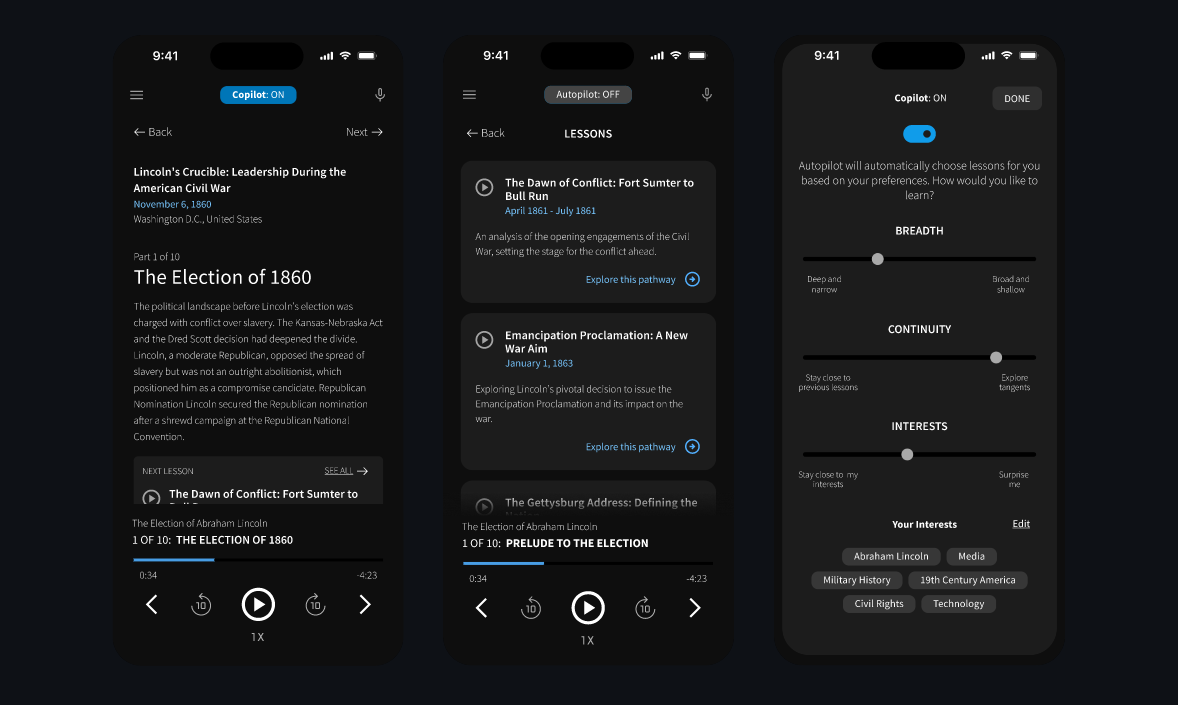 9:41
Copilot: ON
← Back
Next →
Lincoln's Crucible: Leadership During the
American Civil War
November 6, 1860
Washington D.C., United States
Part 1 of 10
The Election of 1860
The political landscape before Lincoln's election was
charged with conflict over slavery. The Kansas-Nebraska Act
and the Dred Scott decision had deepened the divide.
Lincoln, a moderate Republican, opposed the spread of
slavery but was not an outright abolitionist, which
positioned him as a compromise candidate. Republican
Nomination Lincoln secured the Republican nomination
after a shrewd campaign at the Republican National
Convention.
NEXT LESSON
SEE ALL →
The Dawn of Conflict: Fort Sumter to
The Election of Abraham Lincoln
1 OF 10: THE ELECTION OF 1860
0:34
-4:23
10
10
1X
9:41
Autopilot: OFF
← Back
LESSONS
The Dawn of Conflict: Fort Sumter to
Bull Run
April 1861 - July 1861
An analysis of the opening engagements of the Civil
War, setting the stage for the conflict ahead.
Explore this pathway
Emancipation Proclamation: A New
War Aim
January 1, 1863
Exploring Lincoln's pivotal decision to issue the
Emancipation Proclamation and its impact on the
war.
Explore this pathway
The Gettysburg Address: Defining the
The Election of Abraham Lincoln
1 OF 10: PRELUDE TO THE ELECTION
0:34
-4:23
10
10
1X
9:41
Copilot: ON
DONE
Autopilot will automatically choose lessons for you
based on your preferences. How would you like to
learn?
BREADTH
Deep and
narrow
Broad and
shallow
CONTINUITY
Stay close to
previous lessons
Explore
tangents
INTERESTS
Stay close to my
interests
Surprise
me
Your Interests
Edit
Abraham Lincoln
Media
Military History
19th Century America
Civil Rights
Technology